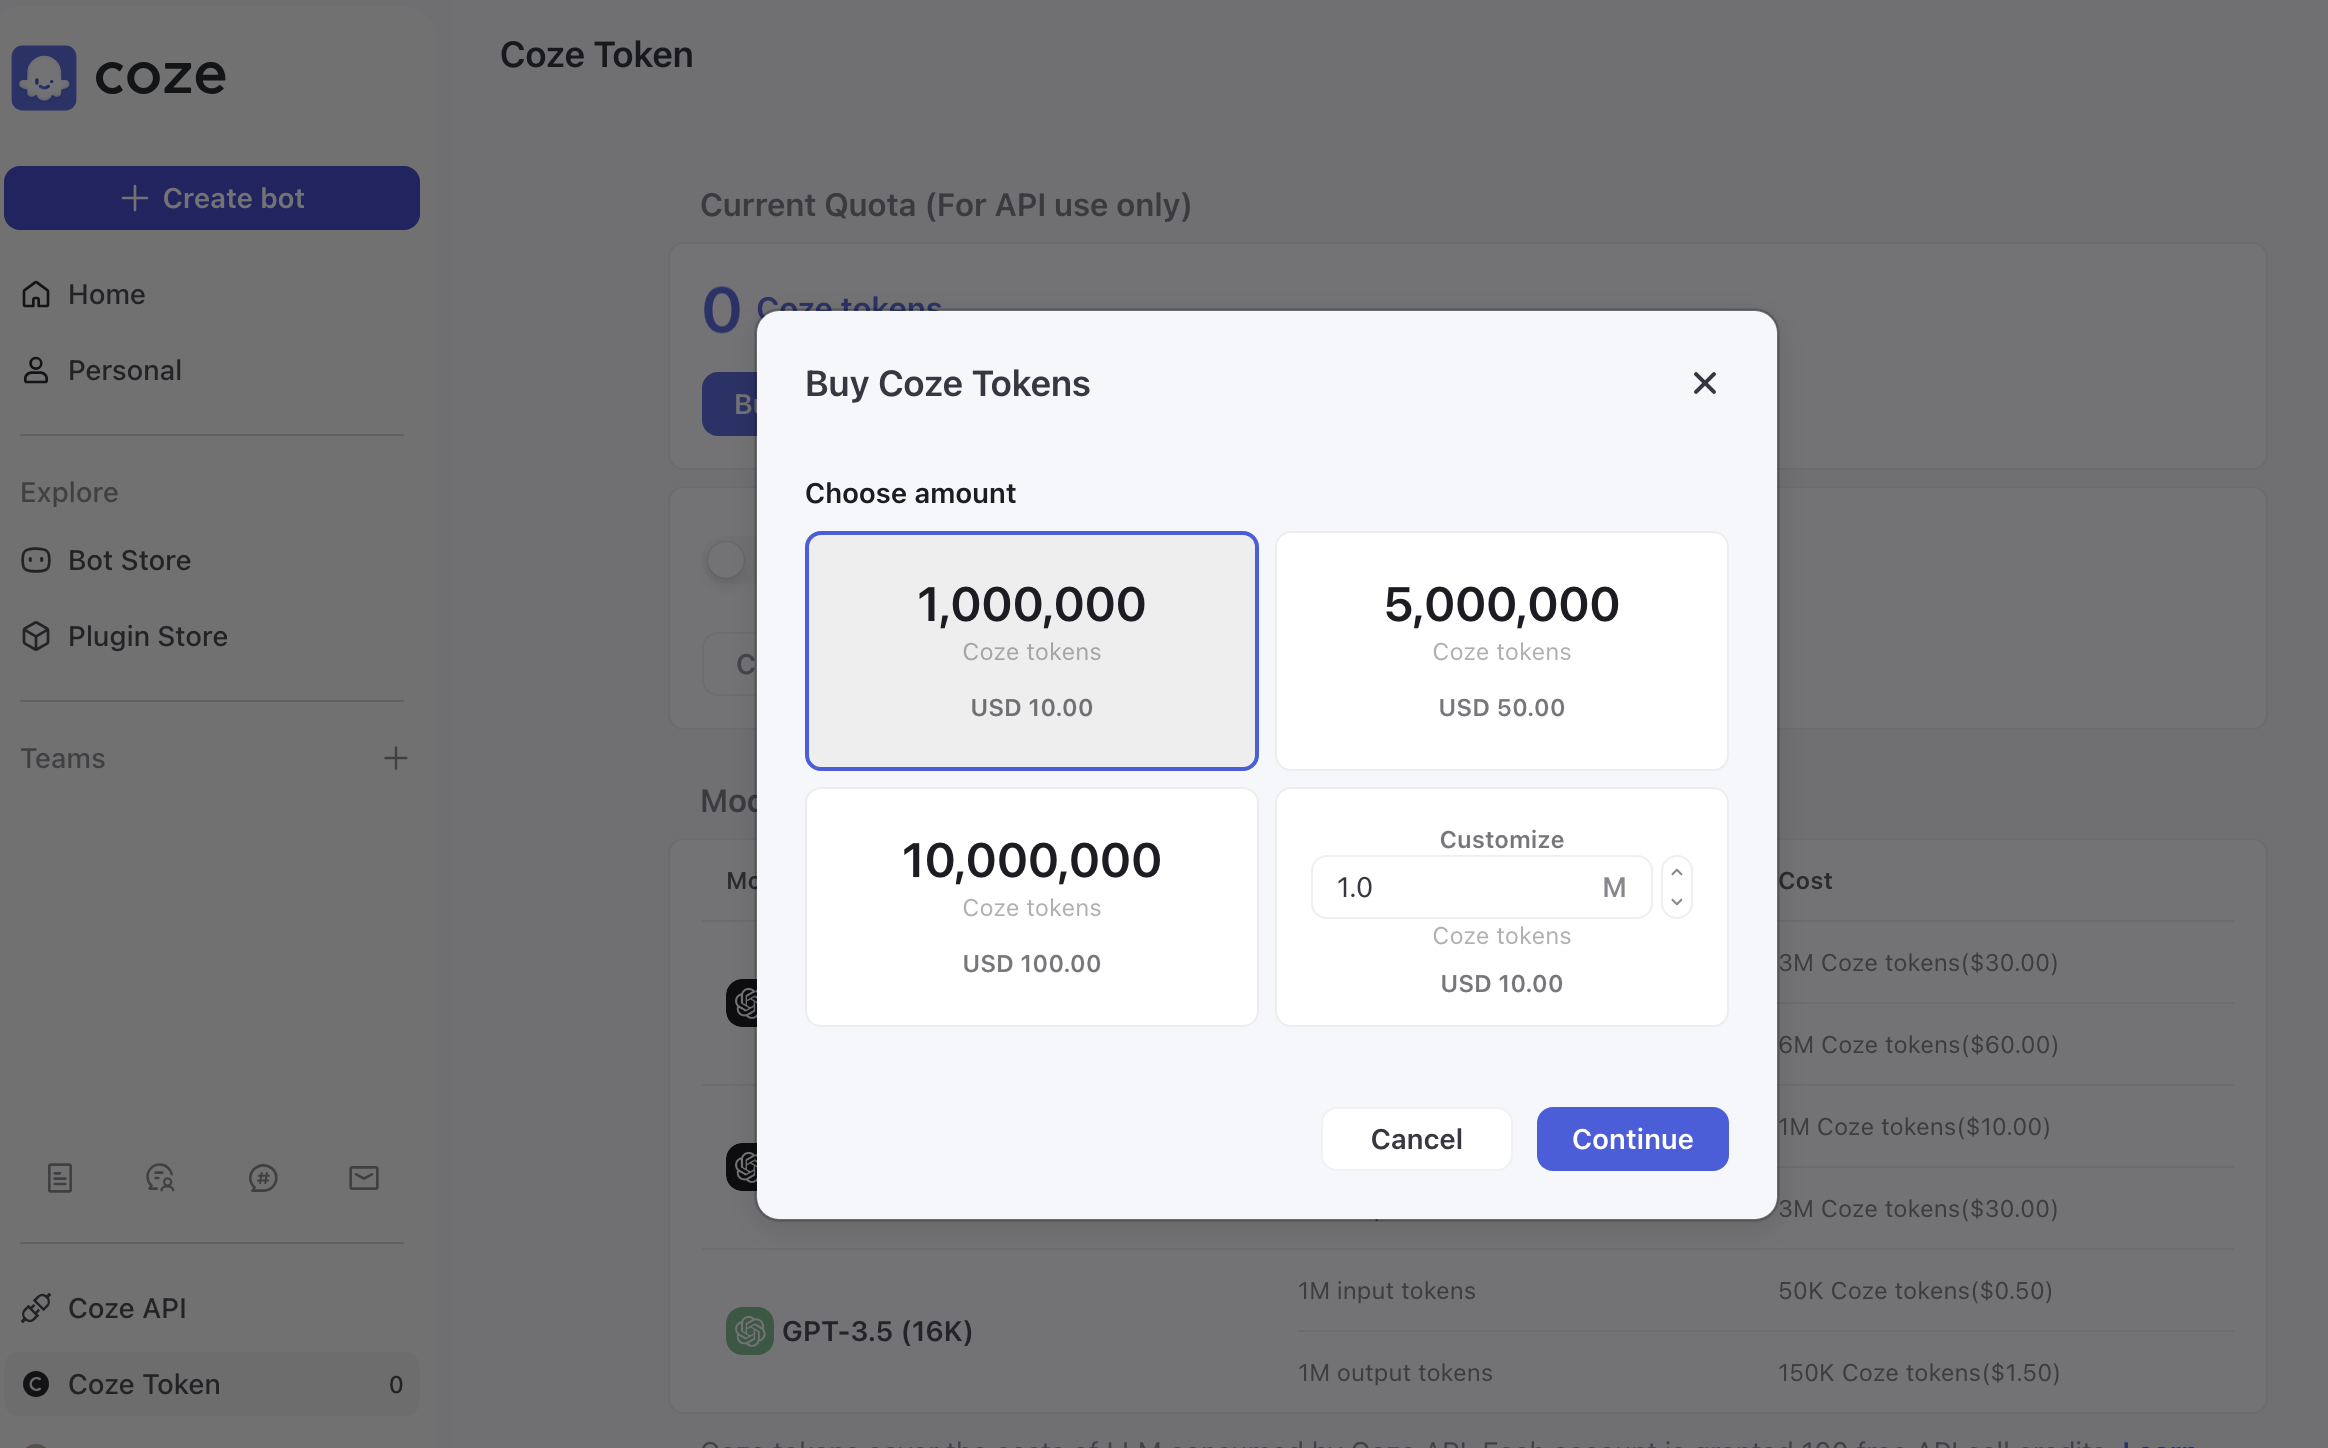 coze
Coze Token
Create bot
Home
Personal
Explore
Bot Store
Plugin Store
Teams
Coze API
Coze Token 0
Current Quota (For API use only)
0 Coze tokens
Buy Coze Tokens
Choose amount
1,000,000
Coze tokens
USD 10.00
5,000,000
Coze tokens
USD 50.00
10,000,000
Coze tokens
USD 100.00
Customize
1.0 M
Coze tokens
USD 10.00
Cancel
Continue
Cost
3M Coze tokens($30.00)
6M Coze tokens($60.00)
1M Coze tokens($10.00)
3M Coze tokens($30.00)
GPT-3.5 (16K)
1M input tokens 50K Coze tokens($0.50)
1M output tokens 150K Coze tokens($1.50)